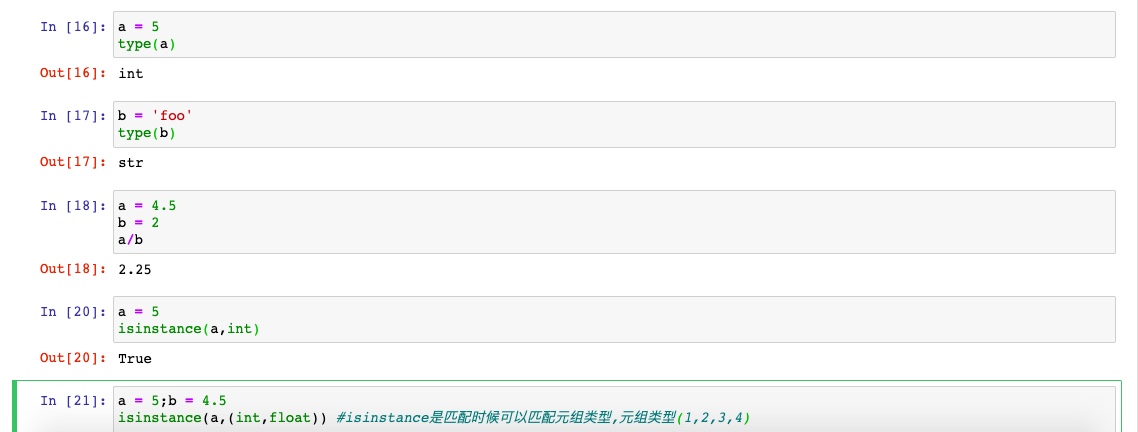 In [16]: a = 5
type(a)
Out[16]: int
In [17]: b = 'foo'
type(b)
Out[17]: str
In [18]: a = 4.5
b = 2
a/b
Out[18]: 2.25
In [20]: a = 5
isinstance(a,int)
Out[20]: True
In [21]: a = 5;b = 4.5
isinstance(a,(int,float)) #isinstance是匹配时候可以匹配元组类型,元组类型(1,2,3,4)